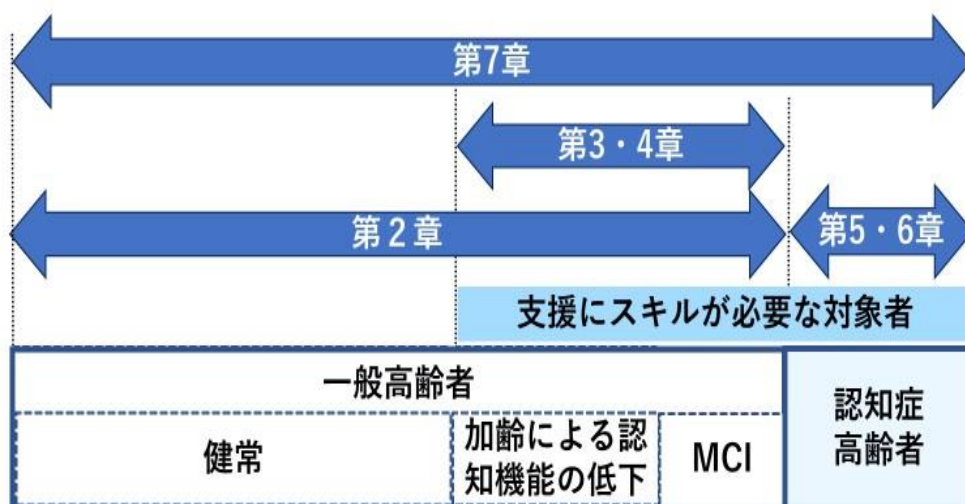 第7章
第3・4章
第２章
第5・6章
支援にスキルが必要な対象者
一般高齢者
認知症
高齢者
健常
加齢による認
知機能の低下
MCI